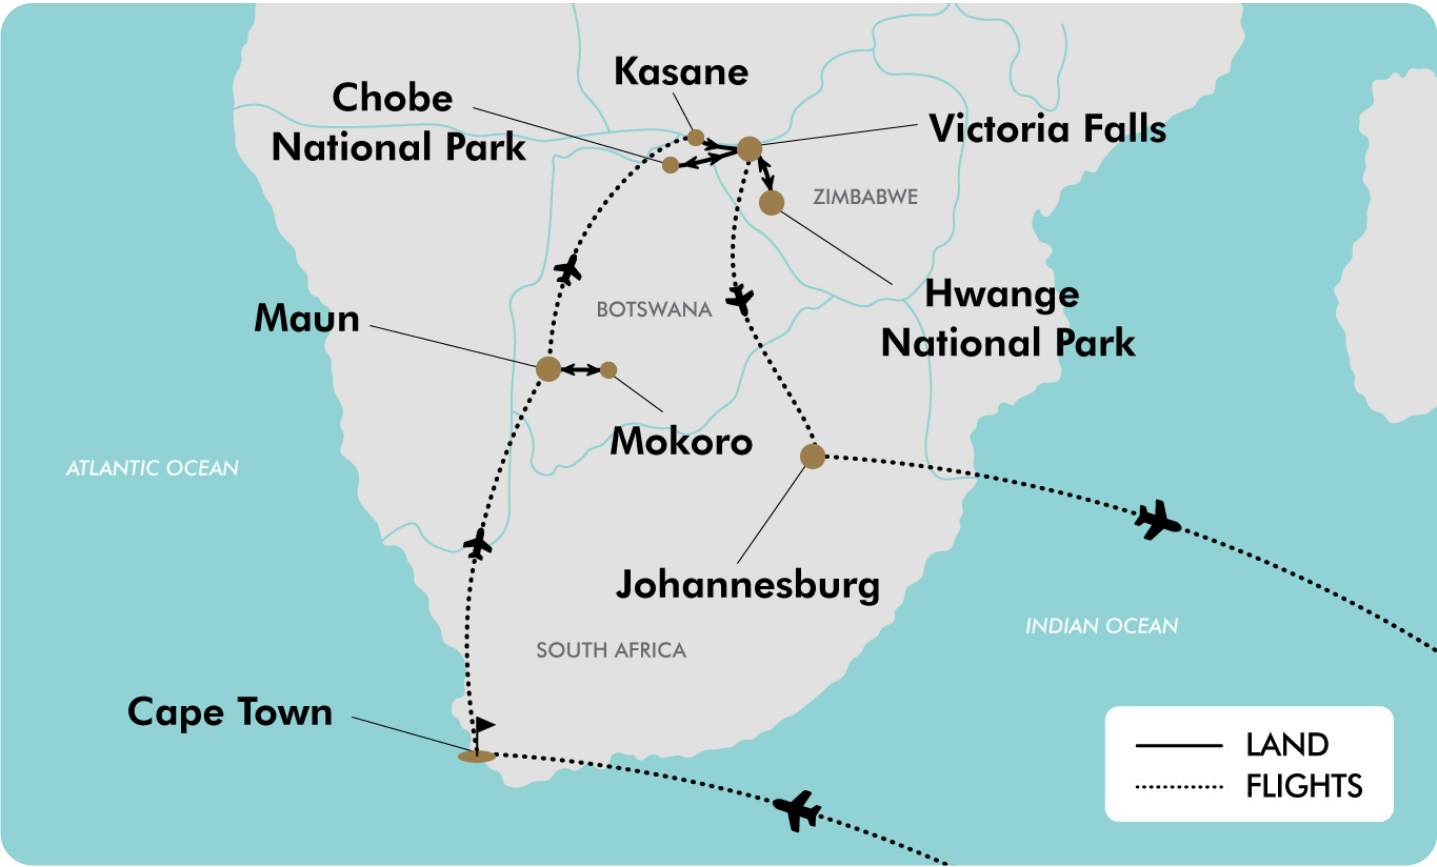 Kasane
Chobe
National Park
Victoria Falls
ZIMBABWE
Hwange
National Park
BOTSWANA
Maun
Mokoro
ATLANTIC OCEAN
Johannesburg
INDIAN OCEAN
SOUTH AFRICA
Cape Town
LAND
FLIGHTS